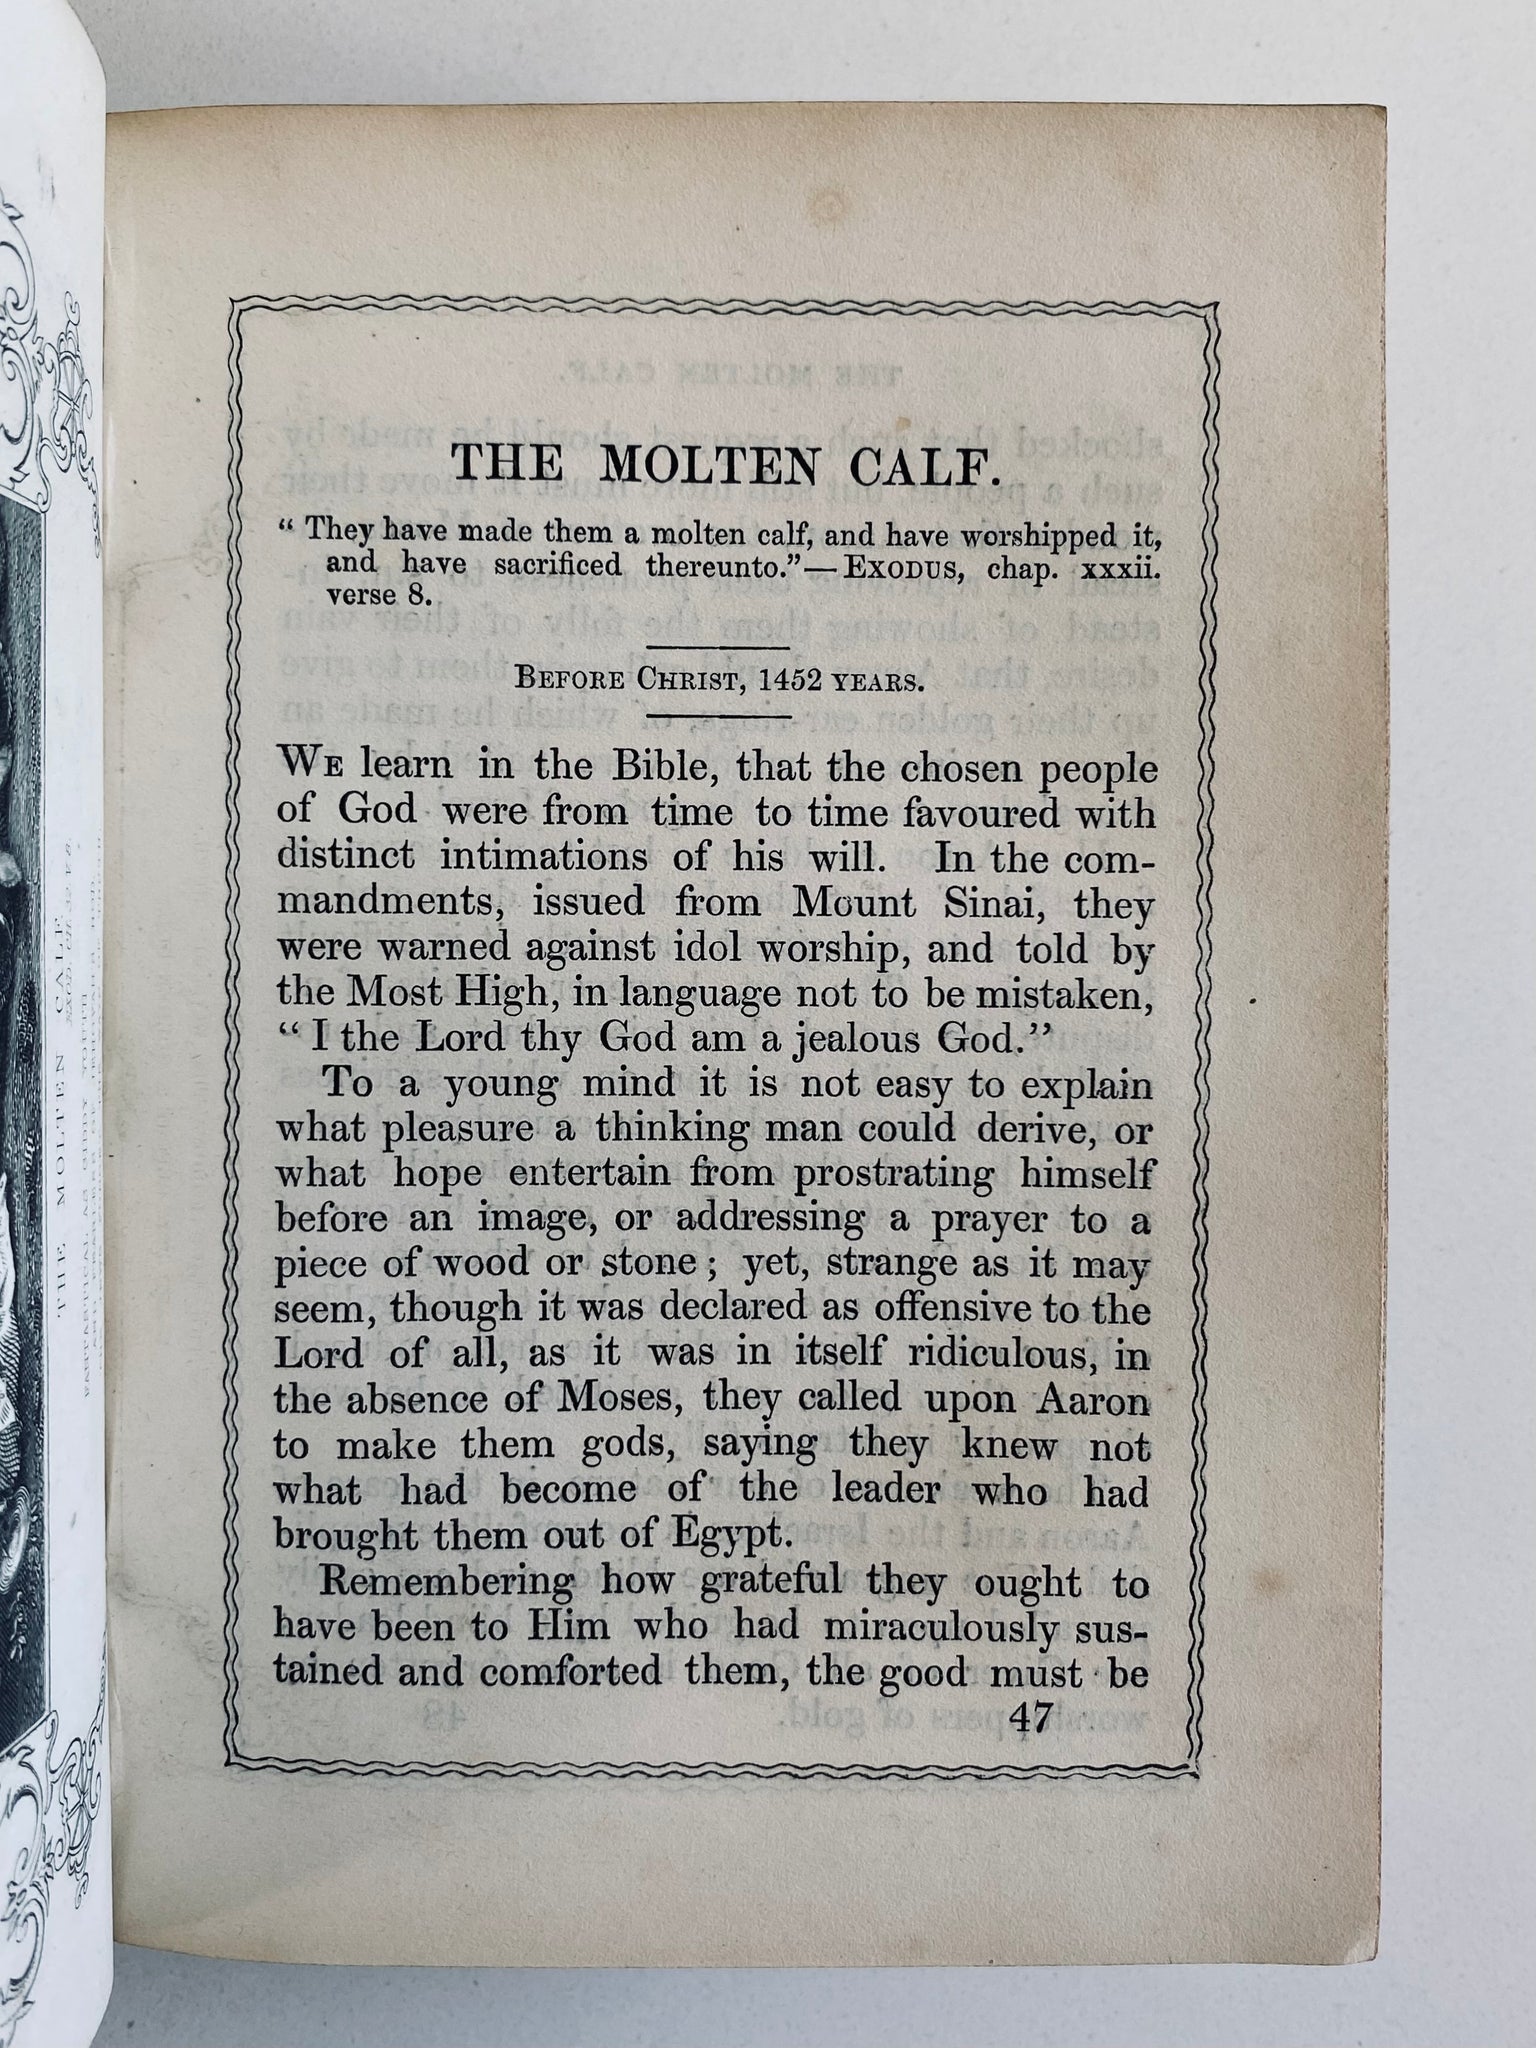 THE MOLTEN CALF.
“ They have made them a molten calf, and have worshipped it,
and have sacrificed thereunto.”—EXODUS, chap. xxxii.
verse 8.
BEFORE CHRIST, 1452 YEARS.
WE learn in the Bible, that the chosen people
of God were from time to time favoured with
distinct intimations of his will. In the com-
mandments, issued from Mount Sinai, they
were warned against idol worship, and told by
the Most High, in language not to be mistaken,
“ I the Lord thy God am a jealous God.”
To a young mind it is not easy to explain
what pleasure a thinking man could derive, or
what hope entertain from prostrating himself
before an image, or addressing a prayer to a
piece of wood or stone ; yet, strange as it may
seem, though it was declared as offensive to the
Lord of all, as it was in itself ridiculous, in
the absence of Moses, they called upon Aaron
to make them gods, saying they knew not
what had become of the leader who had
brought them out of Egypt.
Remembering how grateful they ought to
have been to Him who had miraculously sus-
tained and comforted them, the good must be
47
THE MOLTEN CALF